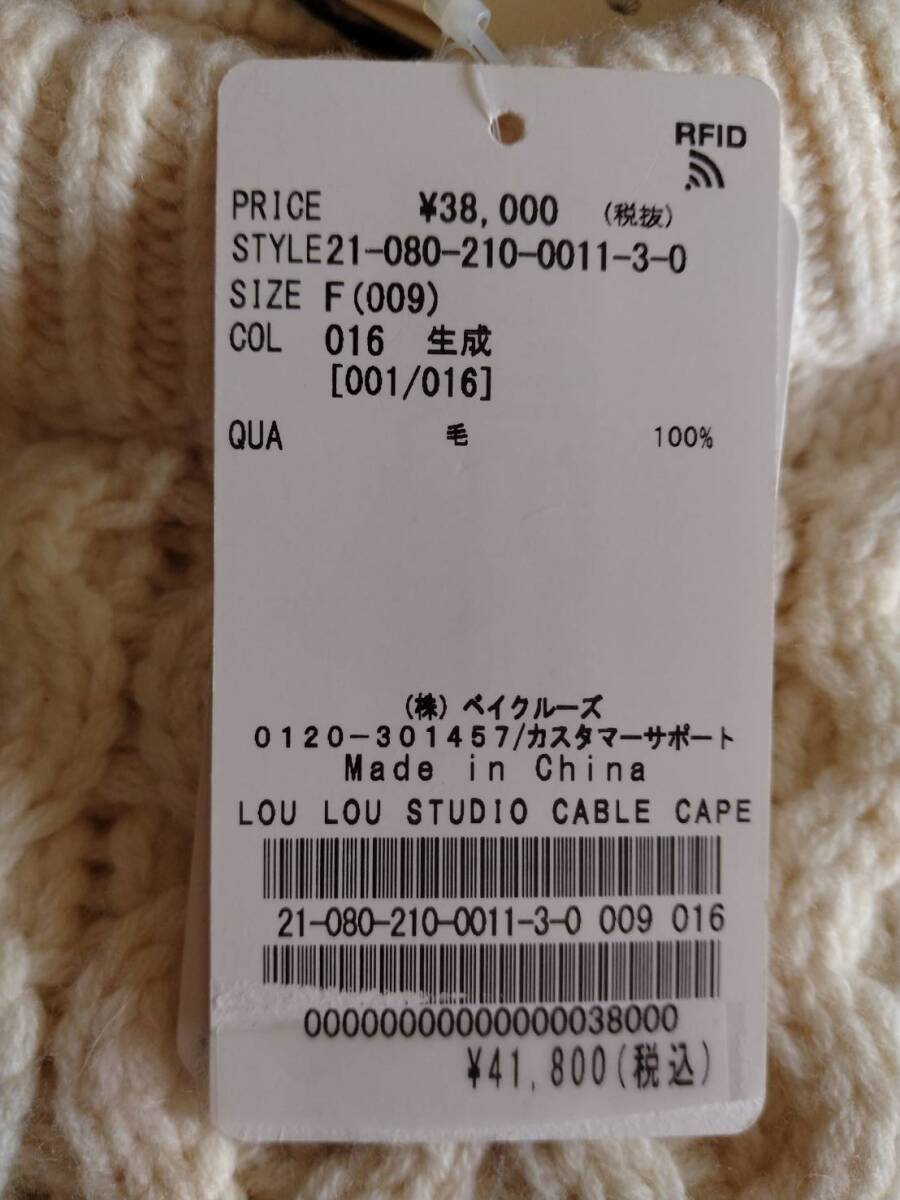 RFID
PRICE ¥38,000 (税抜)
STYLE 21-080-210-0011-3-0
SIZE F(009)
COL 016 生成
[001/016]
QUA 毛 100%
(株) ベイクルーズ
0120-301457/カスタマーサポート
Made in China
LOU LOU STUDIO CABLE CAPE
21-080-210-0011-3-0 009 016
00000000000000038000
¥41,800(税込)